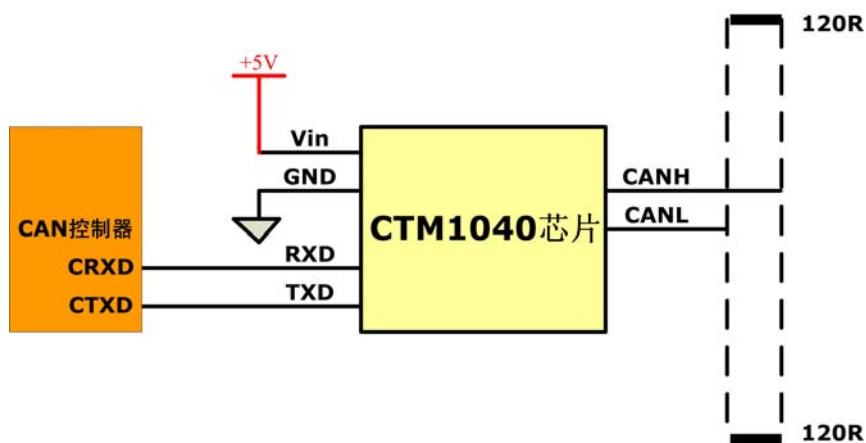 120R
+5V
Vin
GND
CANH
CANL
CAN控制器
CTM1040芯片
CRXD
RXD
CTXD
TXD
120R